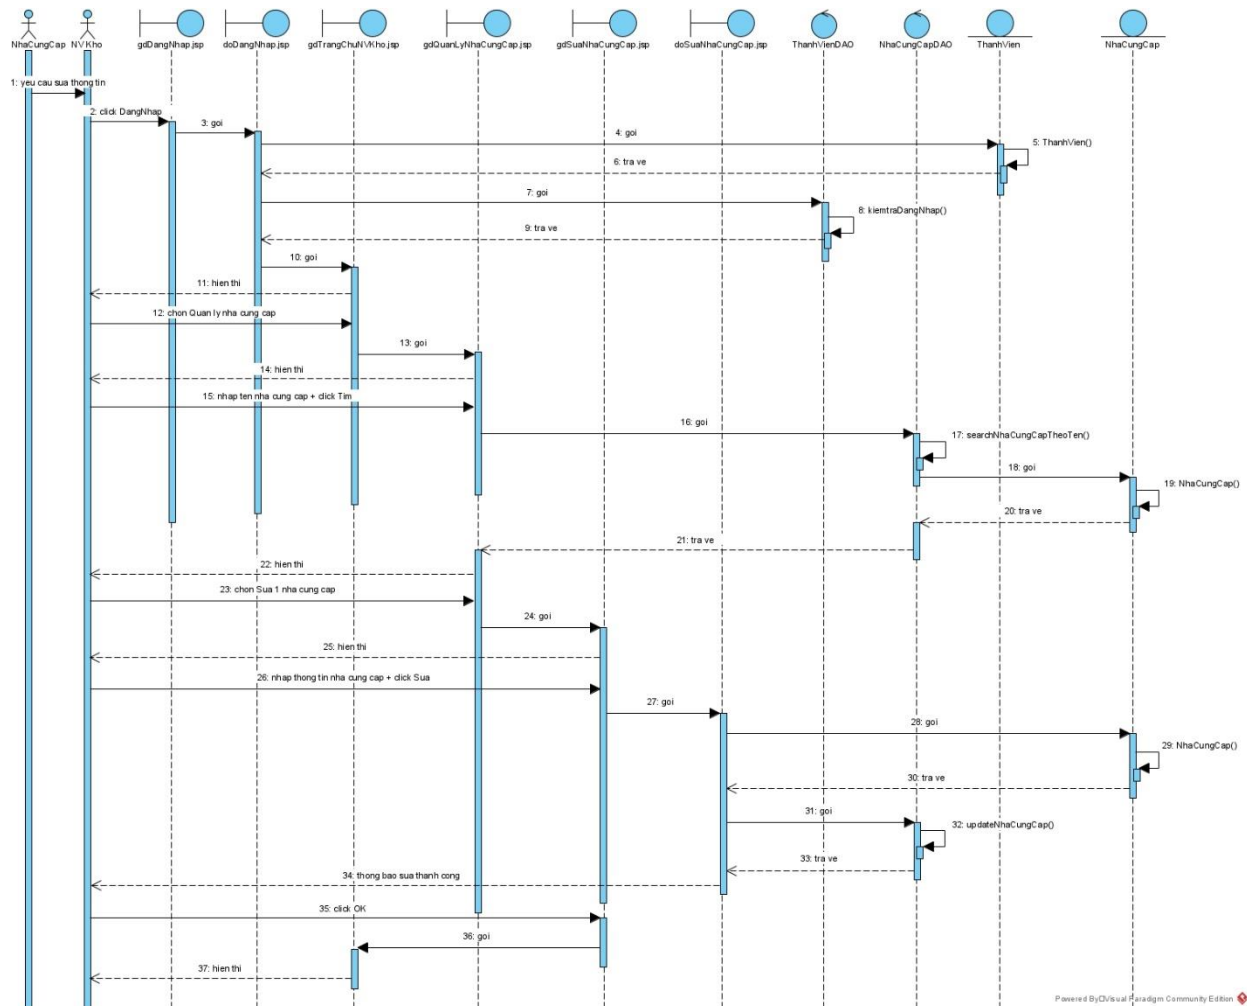 NhaCungCap
NVKho
gdDangNhap.jsp
doDangNhap.jsp
gdTrangChuNVKho.jsp
gdQuanLyNhaCungCap.jsp
gdSuaNhaCungCap.jsp
doSuaNhaCungCap.jsp
ThanhVienDAO
NhaCungCapDAO
ThanhVien
NhaCungCap
1: yeu cau sua thong tin
2: click DangNhap
3: goi
4: goi
5: ThanhVien()
6: tra ve
7: goi
8: kiemtraDangNhap()
9: tra ve
10: goi
11: hien thi
12: chon Quan ly nha cung cap
13: goi
14: hien thi
15: nhap ten nha cung cap + click Tim
16: goi
17: searchNhaCungCapTheoTen()
18: goi
19: NhaCungCap()
20: tra ve
21: tra ve
22: hien thi
23: chon Sua 1 nha cung cap
24: goi
25: hien thi
26: nhap thong tin nha cung cap + click Sua
27: goi
28: goi
29: NhaCungCap()
30: tra ve
31: goi
32: updateNhaCungCap()
33: tra ve
34: thong bao sua thanh cong
35: click OK
36: goi
37: hien thi
Powered By Visual Paradigm Community Edition